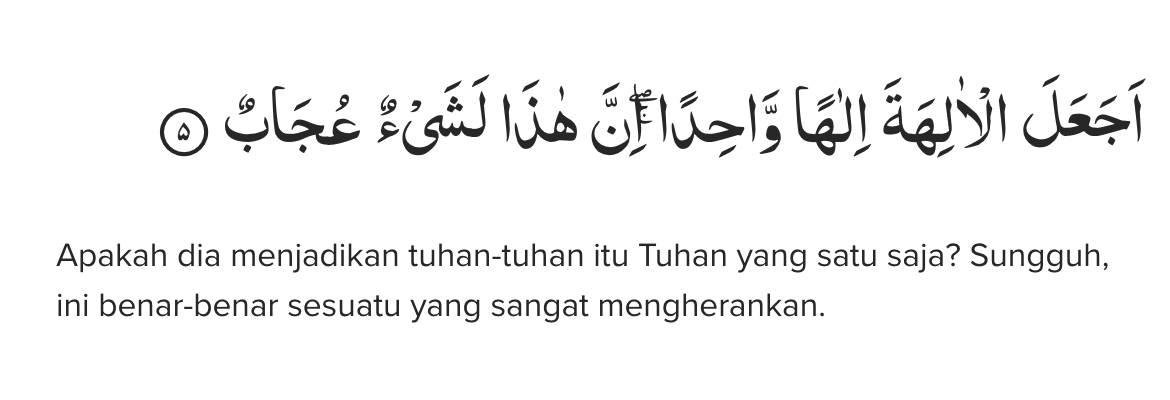 اَجَعَلَ الْاٰلِهَةَ اِلٰهًا وَّاحِدًا ۖاِنَّ هٰذَا لَشَيْءٌ عُجَابٌ ۵
Apakah dia menjadikan tuhan-tuhan itu Tuhan yang satu saja? Sungguh,
ini benar-benar sesuatu yang sangat mengherankan.